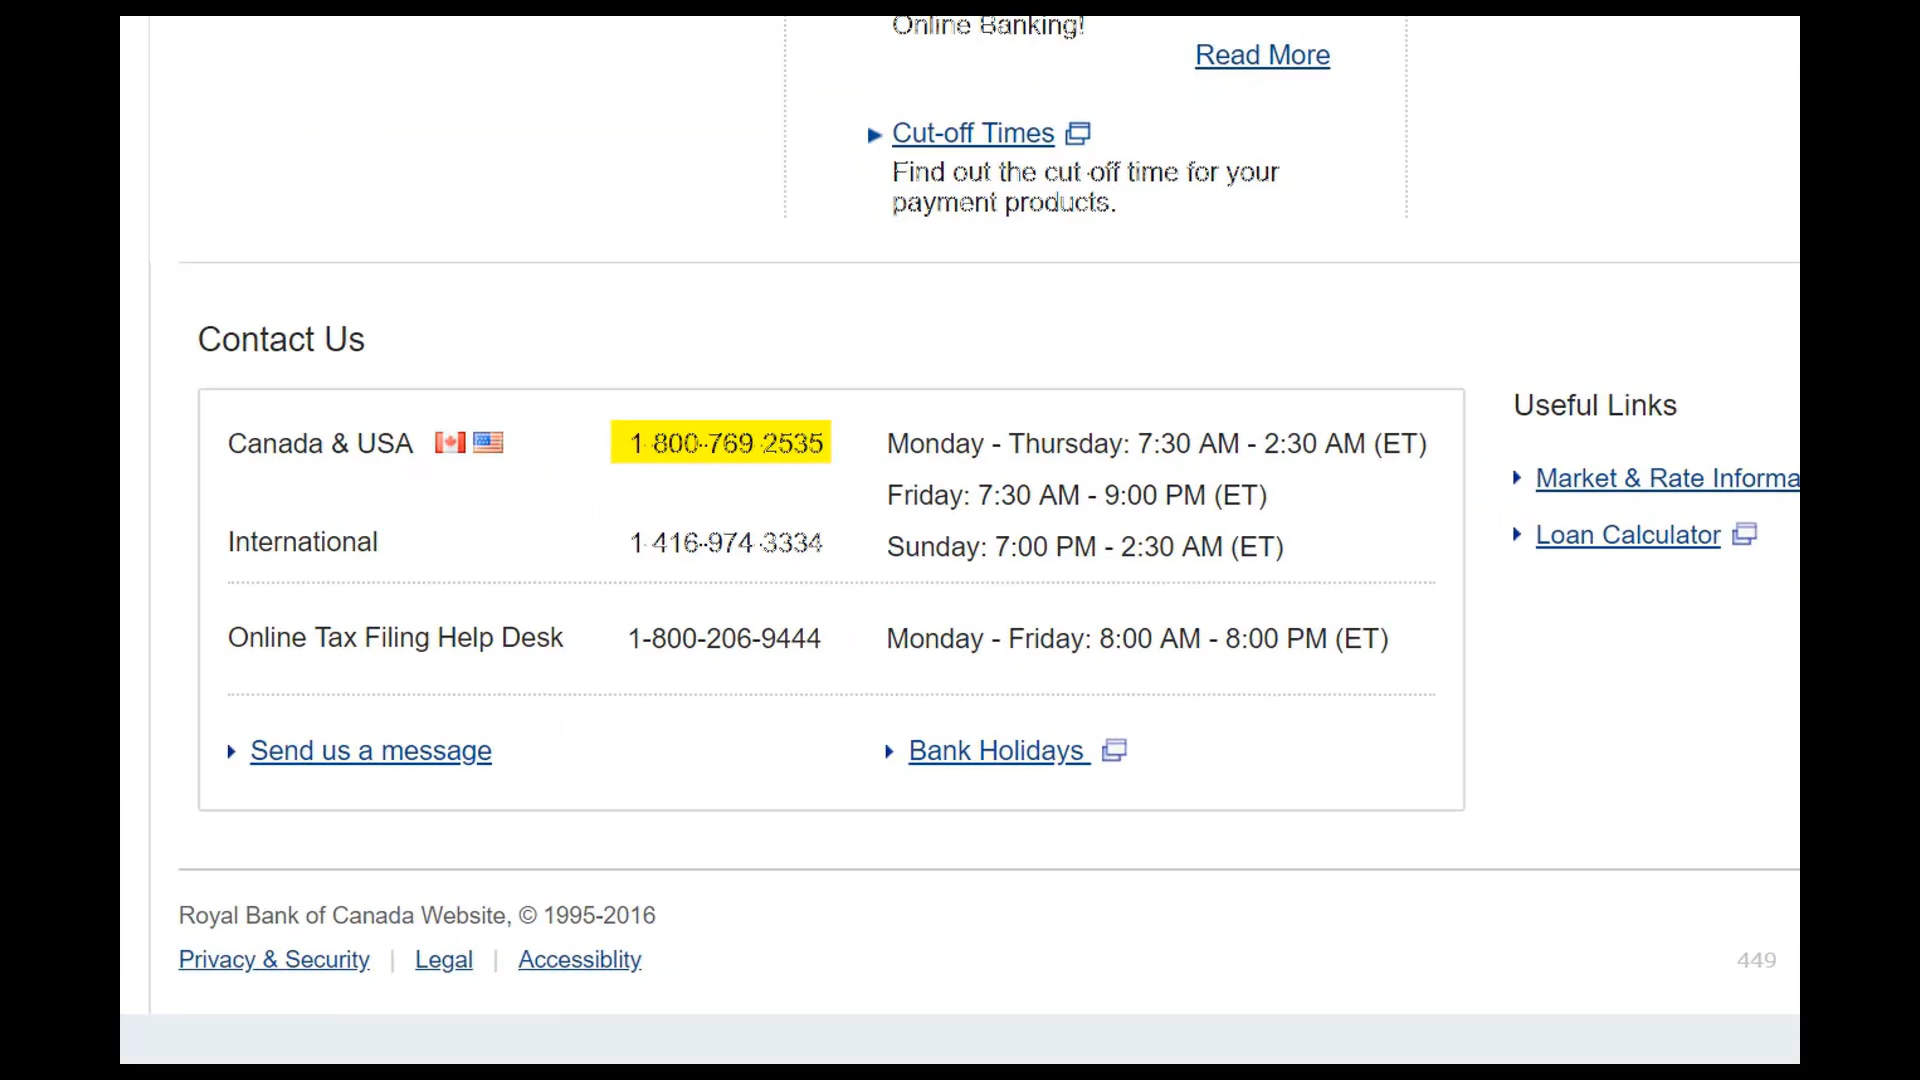 Online Banking!
Read More
Cut-off Times
Find out the cut-off time for your
payment products.
Contact Us
Canada & USA 1-800-769-2535 Monday - Thursday: 7:30 AM - 2:30 AM (ET)
Friday: 7:30 AM - 9:00 PM (ET)
International 1-416-974-3334 Sunday: 7:00 PM - 2:30 AM (ET)
Online Tax Filing Help Desk 1-800-206-9444 Monday - Friday: 8:00 AM - 8:00 PM (ET)
Send us a message Bank Holidays
Useful Links
Market & Rate Informa
Loan Calculator
Royal Bank of Canada Website, © 1995-2016
Privacy & Security | Legal | Accessiblity
449